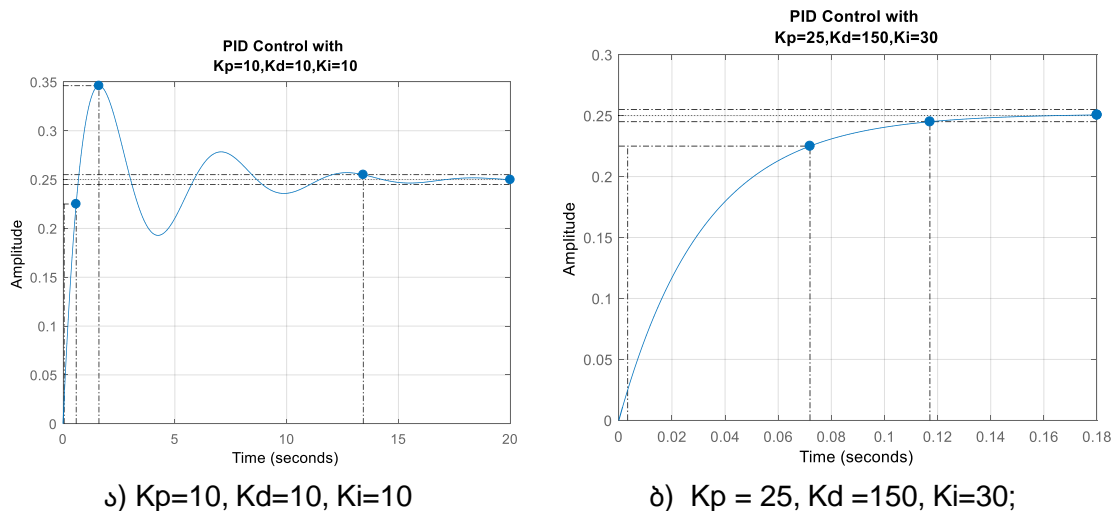 PID Control with
Kp=10,Kd=10,Ki=10
0.35
0.3
0.25
0.2
0.15
0.1
0.05
0
Amplitude
0 5 10 15 20
Time (seconds)
ა) Kp=10, Kd=10, Ki=10
PID Control with
Kp=25,Kd=150,Ki=30
0.3
0.25
0.2
0.15
0.1
0.05
0
Amplitude
0 0.02 0.04 0.06 0.08 0.1 0.12 0.14 0.16 0.18
Time (seconds)
ბ) Kp = 25, Kd =150, Ki=30;